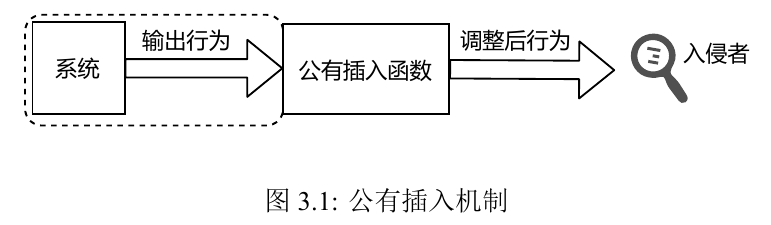 系统
输出行为
公有插入函数
调整后行为
入侵者
图 3.1: 公有插入机制